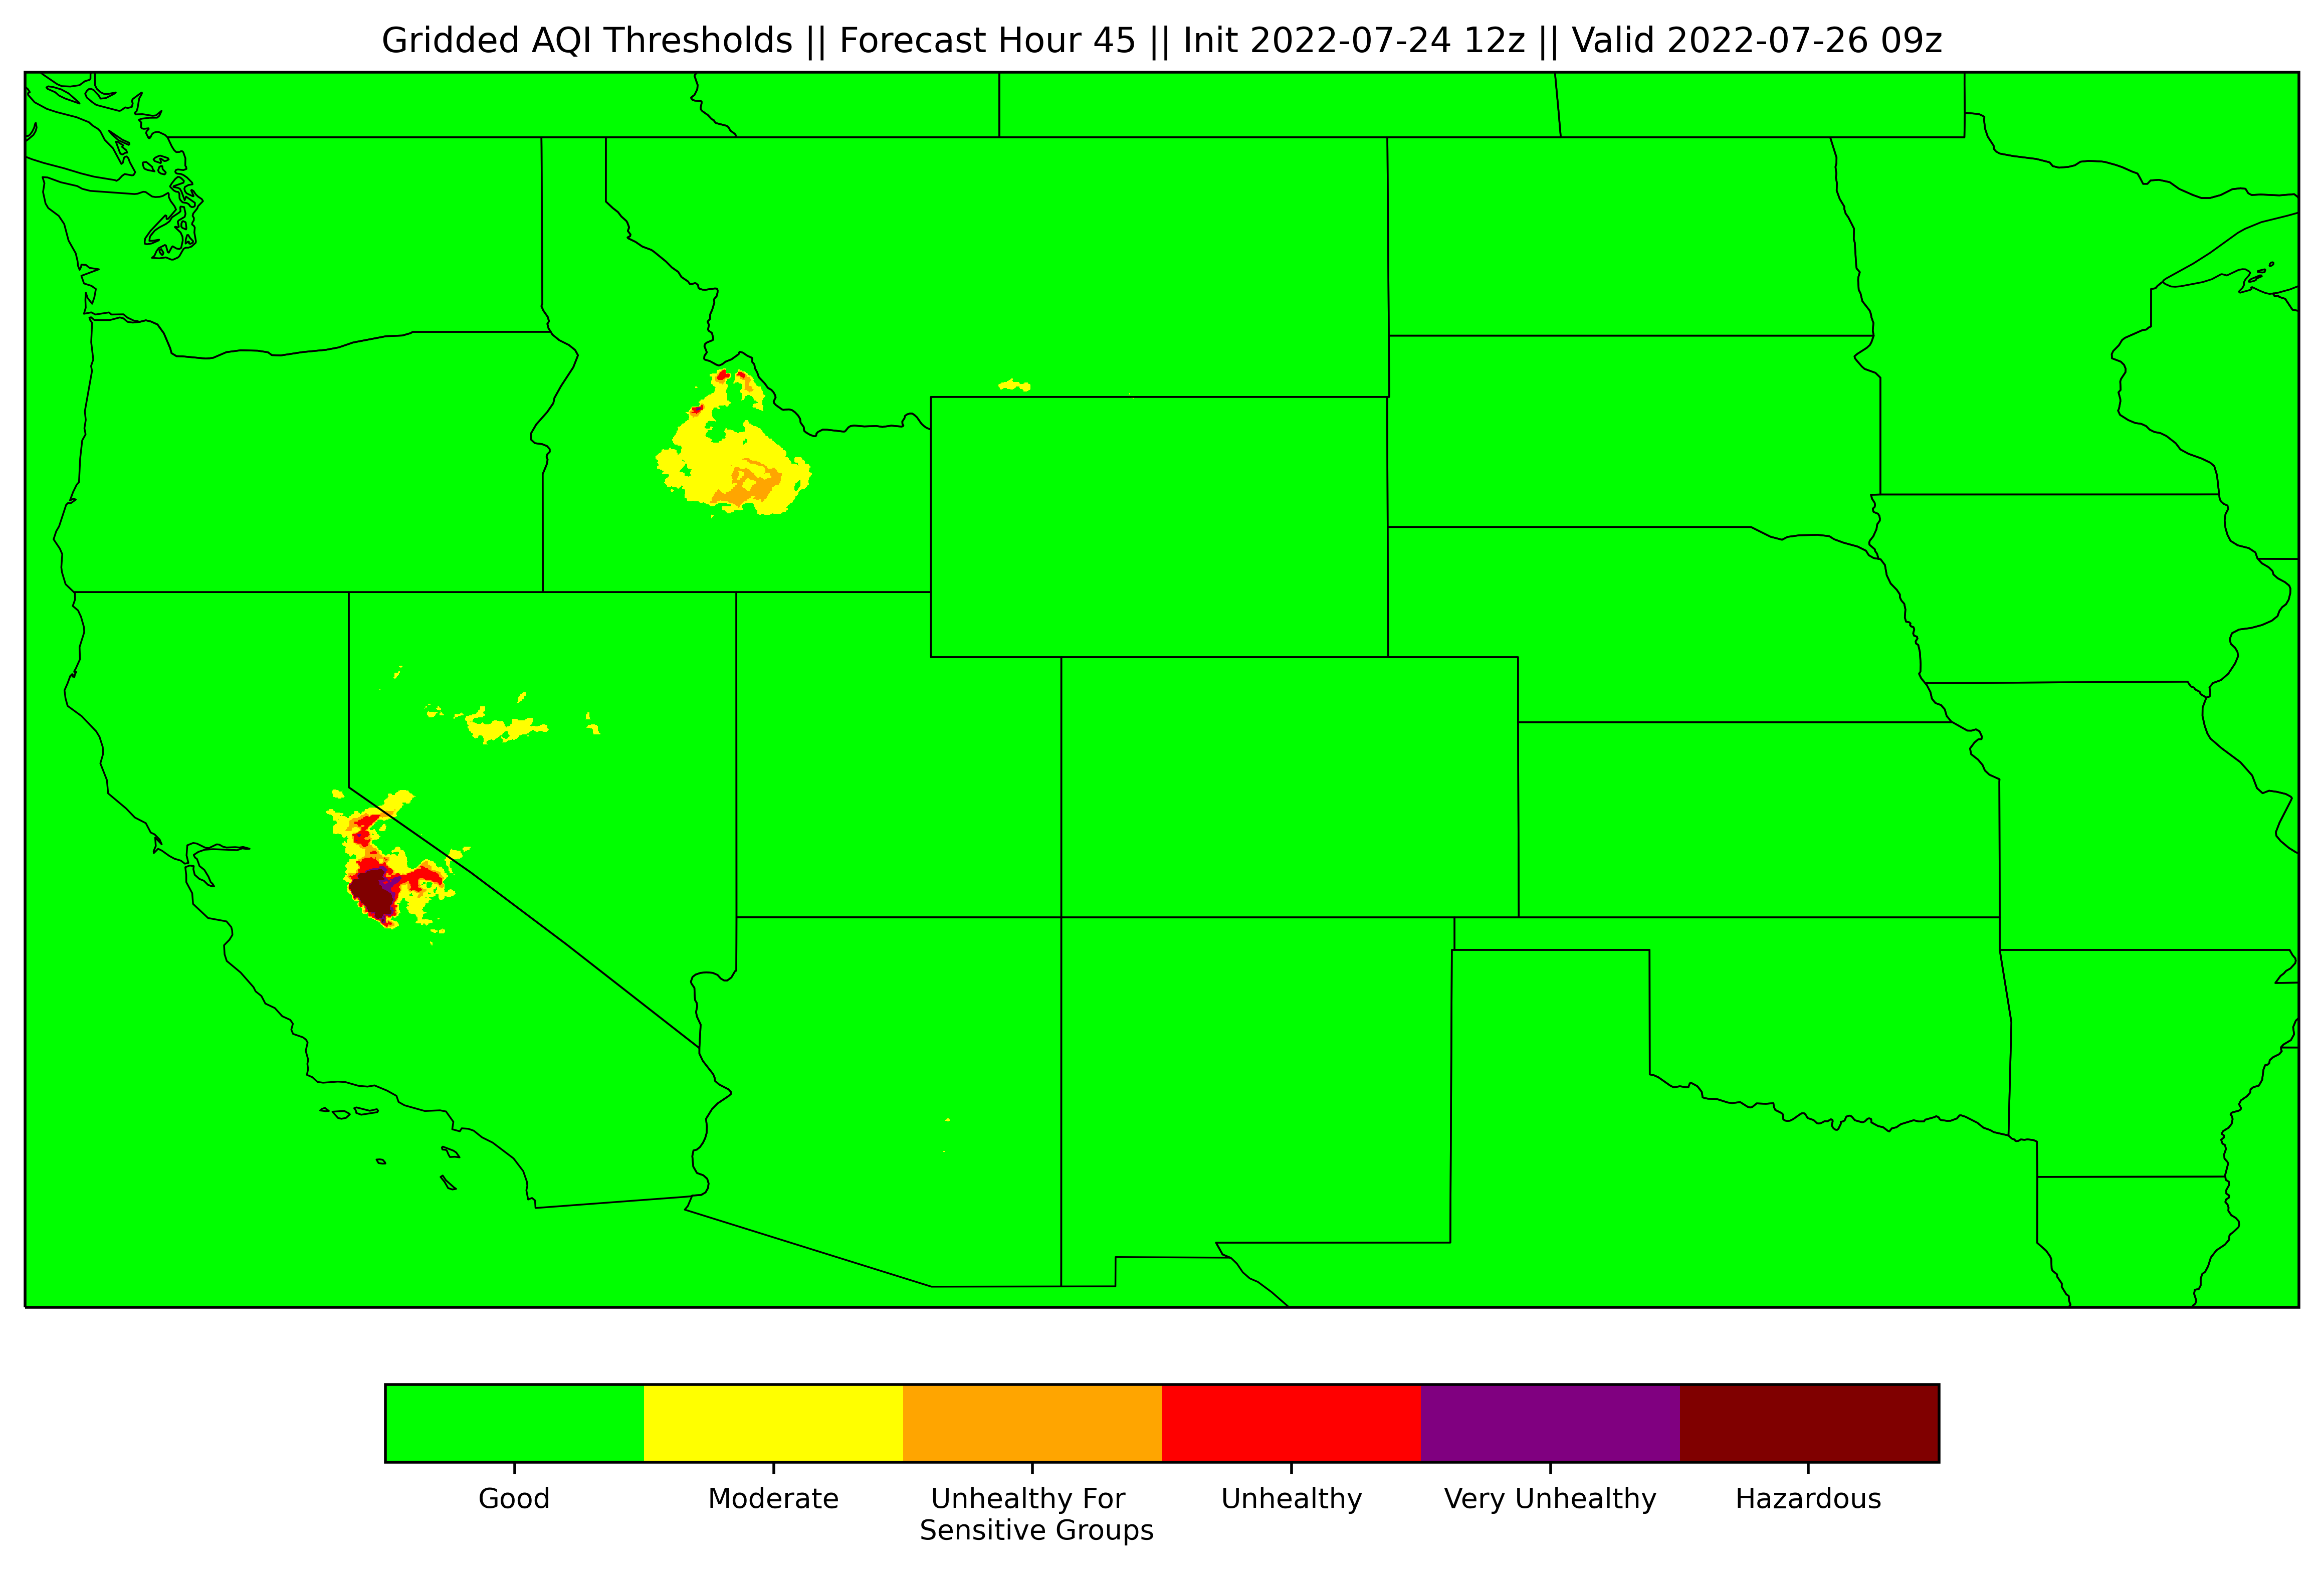 Gridded AQI Thresholds || Forecast Hour 45 || Init 2022-07-24 12z || Valid 2022-07-26 09z
Good
Moderate
Unhealthy For
Sensitive Groups
Unhealthy
Very Unhealthy
Hazardous